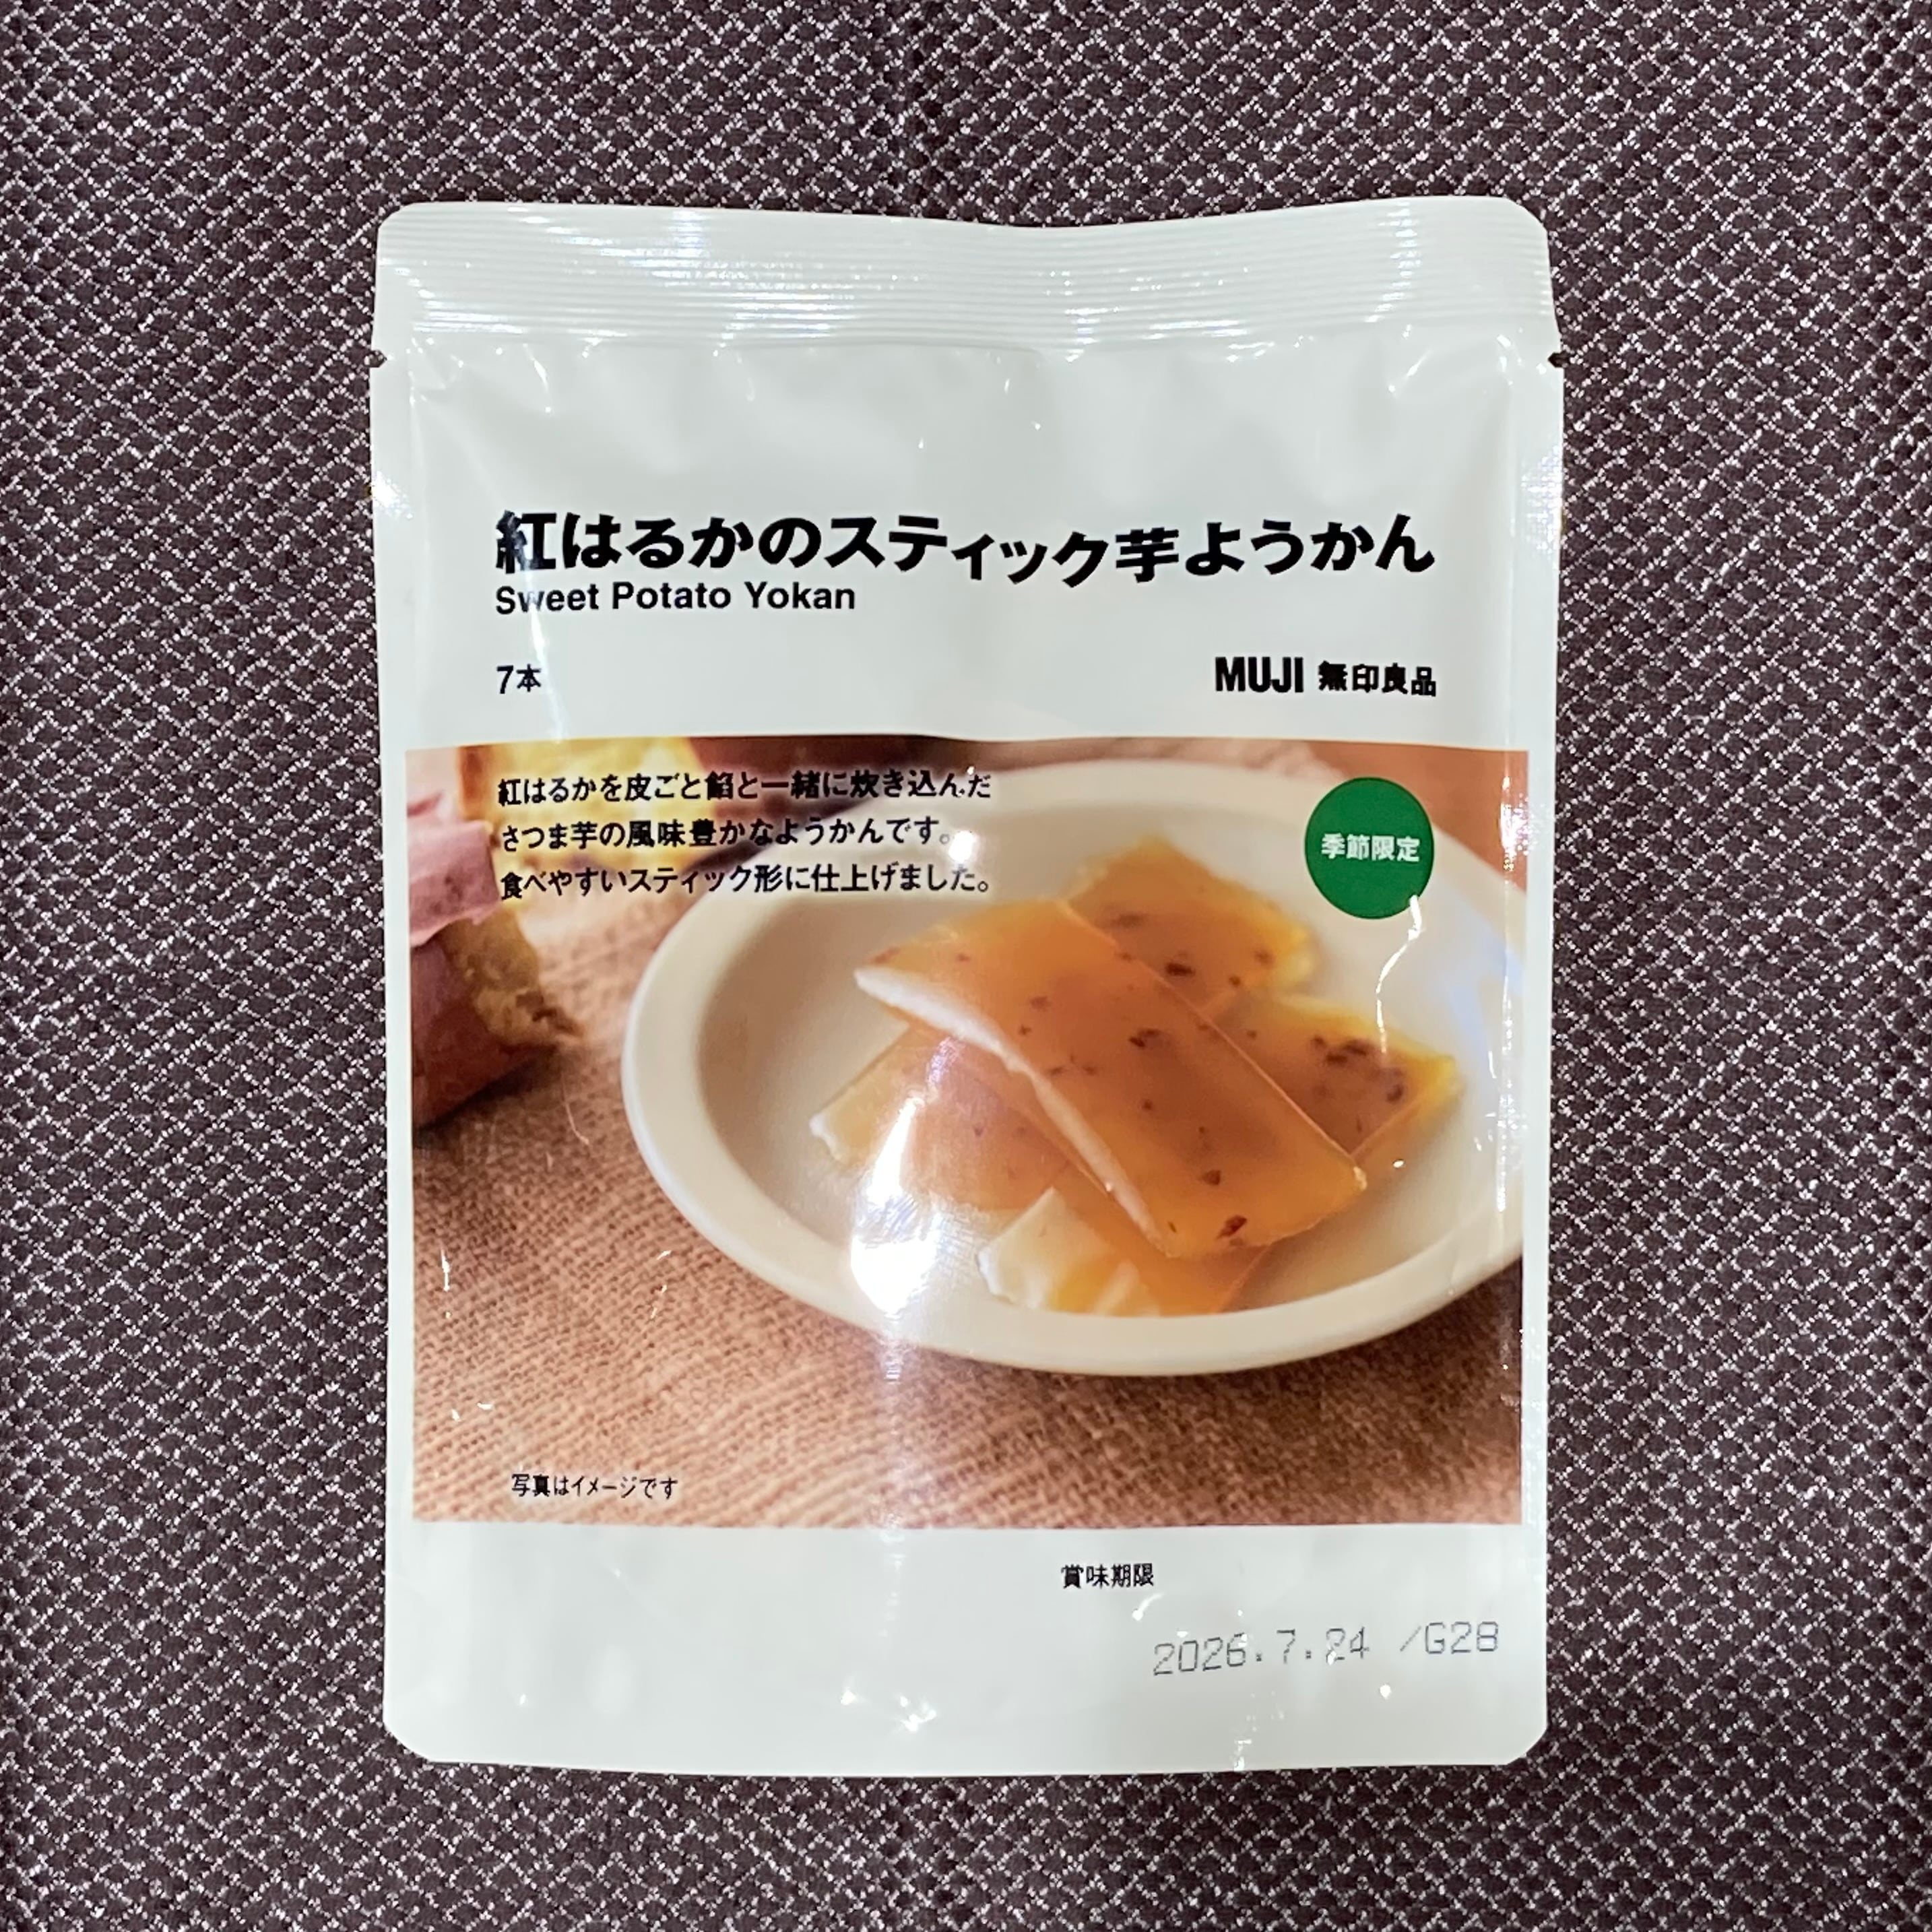 紅はるかのスティック芋ようかん
Sweet Potato Yokan
7本
MUJI 無印良品
紅はるかを皮ごと餡と一緒に炊き込んだ
さつま芋の風味豊かなようかんです。
食べやすいスティック形に仕上げました。
季節限定
写真はイメージです
賞味期限
2026.7.24 /G28